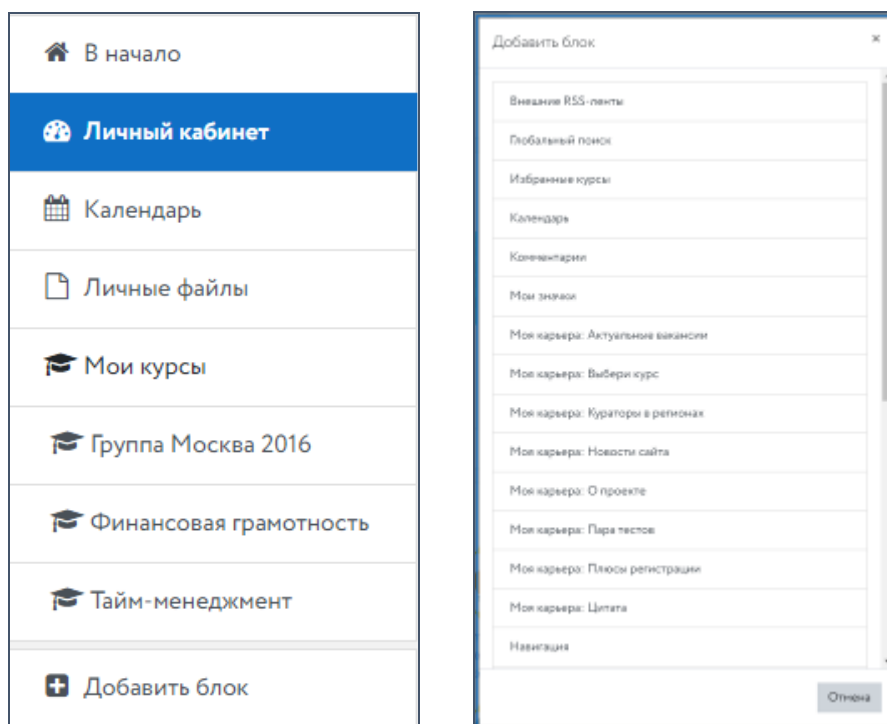 В начало
Личный кабинет
Календарь
Личные файлы
Мои курсы
Группа Москва 2016
Финансовая грамотность
Тайм-менеджмент
Добавить блок
Добавить блок
×
Внешние RSS-ленты
Глобальный поиск
Избранные курсы
Календарь
Комментарии
Мои значки
Моя карьера: Актуальные вакансии
Моя карьера: Выбери курс
Моя карьера: Кураторы в регионах
Моя карьера: Новости сайта
Моя карьера: О проекте
Моя карьера: Пара тестов
Моя карьера: Плюсы регистрации
Моя карьера: Цитата
Навигация
Отмена